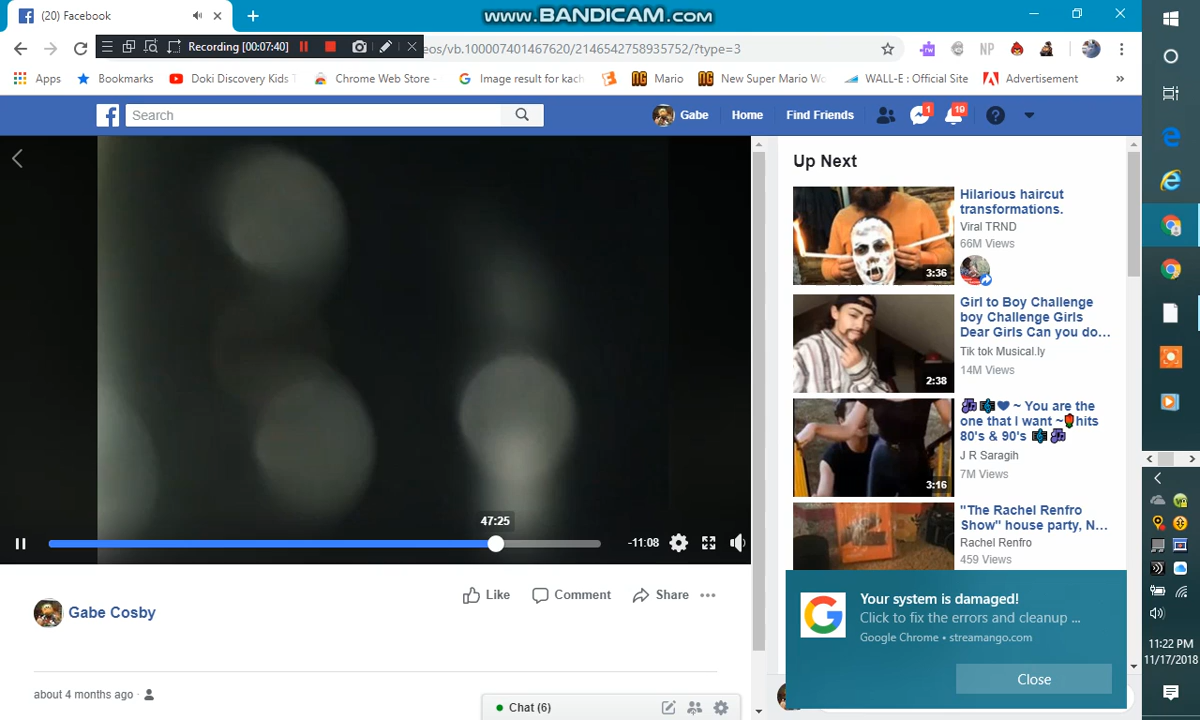 www.BANDICAM.com
(20) Facebook
Recording [00:07:40]
eos/vb.100007401467620/2146542758935752/?type=3
Apps
Bookmarks
Doki Discovery Kids
Chrome Web Store -
Image result for kach
Mario
New Super Mario Wo
WALL-E : Official Site
Advertisement
»
Search
Gabe
Home
Find Friends
1
19
Up Next
Hilarious haircut
transformations.
Viral TRND
66M Views
3:36
Girl to Boy Challenge
boy Challenge Girls
Dear Girls Can you do...
Tik tok Musical.ly
14M Views
2:38
~ You are the
one that I want ~ hits
80's & 90's
J R Saragih
7M Views
3:16
"The Rachel Renfro
Show" house party, N...
Rachel Renfro
459 Views
47:25
-11:08
Gabe Cosby
Like
Comment
Share
about 4 months ago ·
Chat (6)
Your system is damaged!
Click to fix the errors and cleanup ...
Google Chrome • streamango.com
Close
11:22 PM
11/17/2018